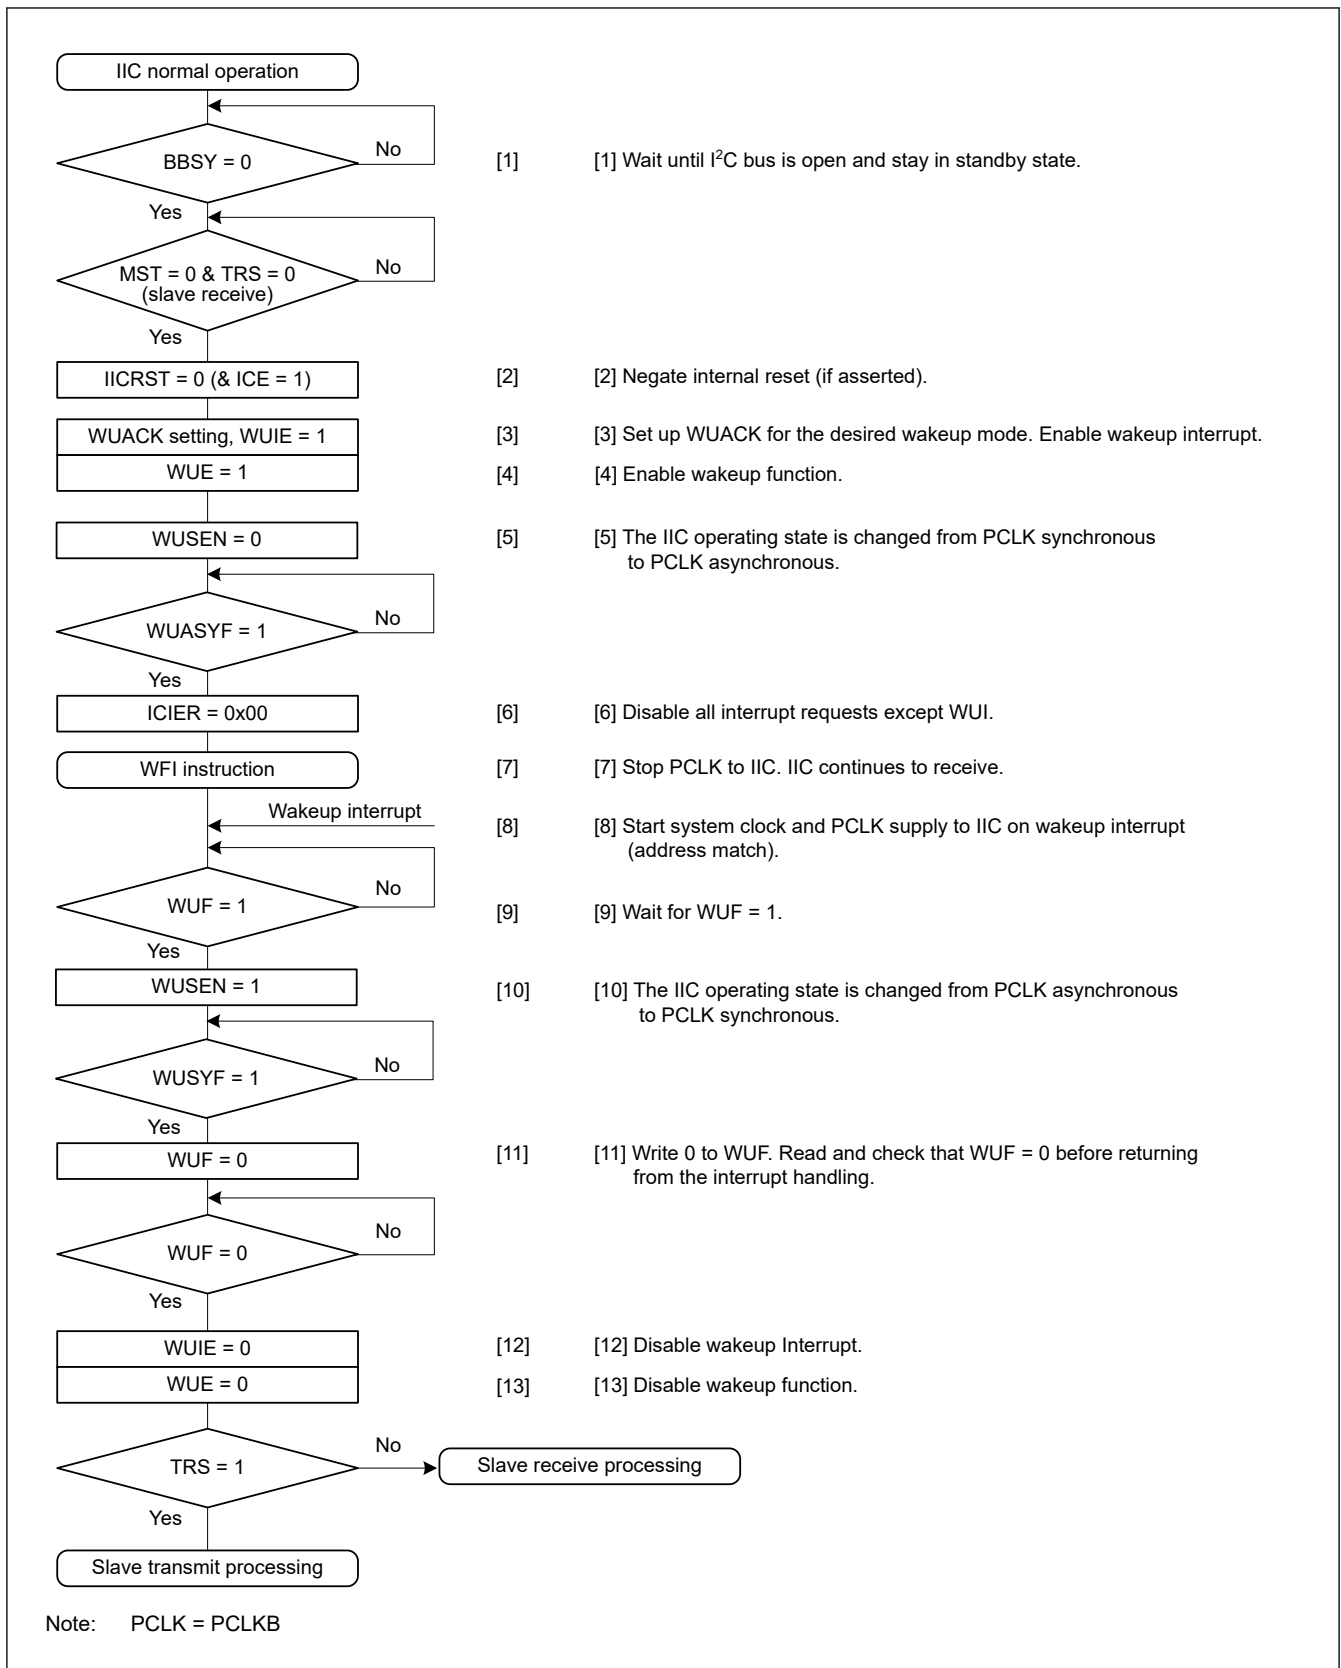 IIC normal operation
BBSY = 0
No
[1]
[1] Wait until I²C bus is open and stay in standby state.
Yes
MST = 0 & TRS = 0
(slave receive)
No
Yes
IICRST = 0 (& ICE = 1)
[2]
[2] Negate internal reset (if asserted).
WUACK setting, WUIE = 1
[3]
[3] Set up WUACK for the desired wakeup mode. Enable wakeup interrupt.
WUE = 1
[4]
[4] Enable wakeup function.
WUSEN = 0
[5]
[5] The IIC operating state is changed from PCLK synchronous
to PCLK asynchronous.
WUASYF = 1
No
Yes
ICIER = 0x00
[6]
[6] Disable all interrupt requests except WUI.
WFI instruction
[7]
[7] Stop PCLK to IIC. IIC continues to receive.
Wakeup interrupt
[8]
[8] Start system clock and PCLK supply to IIC on wakeup interrupt
(address match).
WUF = 1
No
[9]
[9] Wait for WUF = 1.
Yes
WUSEN = 1
[10]
[10] The IIC operating state is changed from PCLK asynchronous
to PCLK synchronous.
WUSYF = 1
No
Yes
WUF = 0
[11]
[11] Write 0 to WUF. Read and check that WUF = 0 before returning
from the interrupt handling.
WUF = 0
No
Yes
WUIE = 0
[12]
[12] Disable wakeup Interrupt.
WUE = 0
[13]
[13] Disable wakeup function.
TRS = 1
No
Slave receive processing
Yes
Slave transmit processing
Note: PCLK = PCLKB